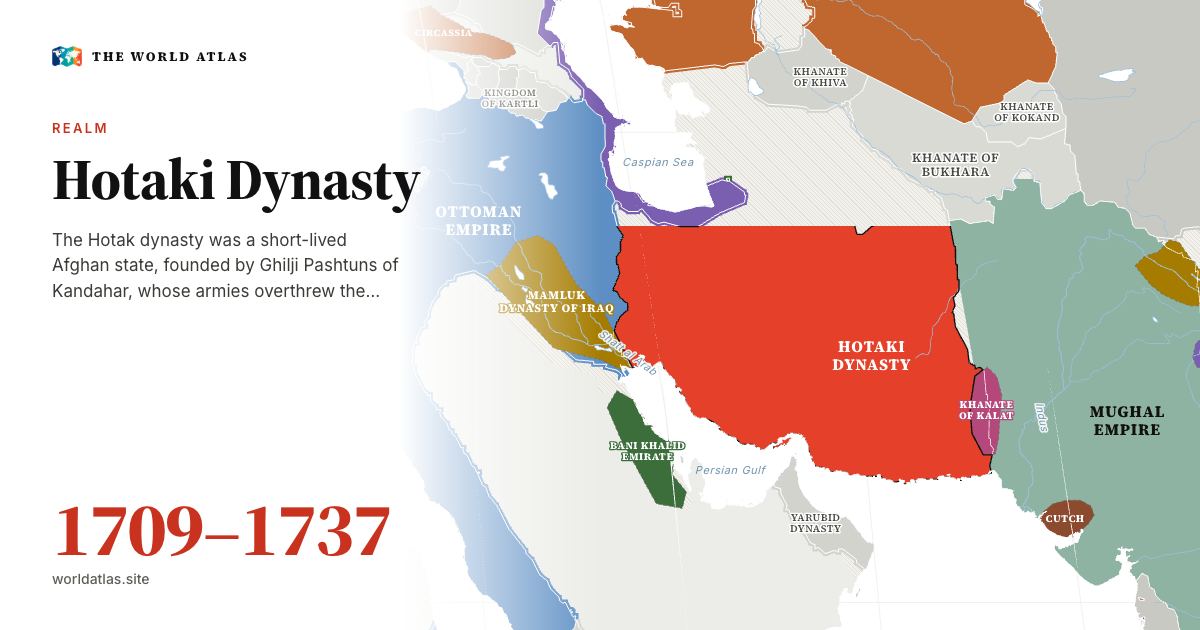 THE WORLD ATLAS
REALM
Hotaki Dynasty
The Hotak dynasty was a short-lived
Afghan state, founded by Ghilji Pashtuns of
Kandahar, whose armies overthrew the...
1709–1737
worldatlas.site
CIRCASSIA
KINGDOM
OF KARTLI
KHANATE
OF KHIVA
KHANATE
OF KOKAND
KHANATE OF
BUKHARA
Caspian Sea
OTTOMAN
EMPIRE
MAMLUK
DYNASTY OF IRAQ
Shatt al Arab
HOTAKI
DYNASTY
KHANATE
OF KALAT
Indus
MUGHAL
EMPIRE
BANI KHALID
EMIRATE
Persian Gulf
YARUBID
DYNASTY
CUTCH